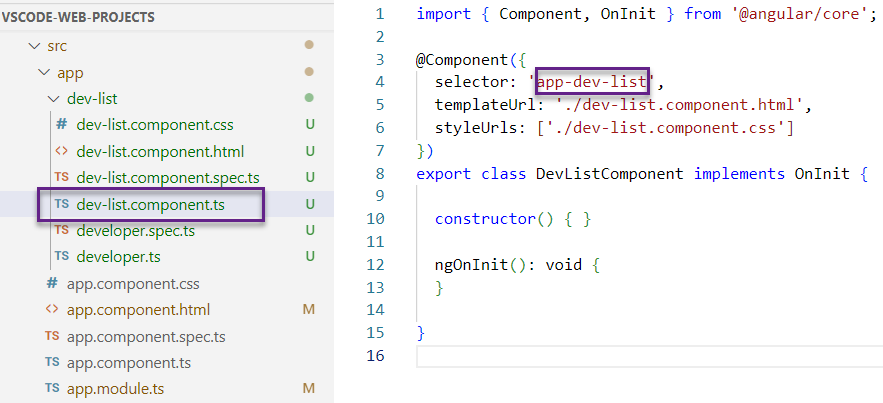 VSCODE-WEB-PROJECTS
src
app
dev-list
# dev-list.component.css U
<> dev-list.component.html U
TS dev-list.component.spec.ts U
TS dev-list.component.ts U
TS developer.spec.ts U
TS developer.ts U
# app.component.css
<> app.component.html M
TS app.component.spec.ts
TS app.component.ts
TS app.module.ts M
1 import { Component, OnInit } from '@angular/core';
2
3 @Component({
4   selector: 'app-dev-list',
5   templateUrl: './dev-list.component.html',
6   styleUrls: ['./dev-list.component.css']
7 })
8 export class DevListComponent implements OnInit {
9
10   constructor() { }
11
12   ngOnInit(): void {
13   }
14
15 }
16